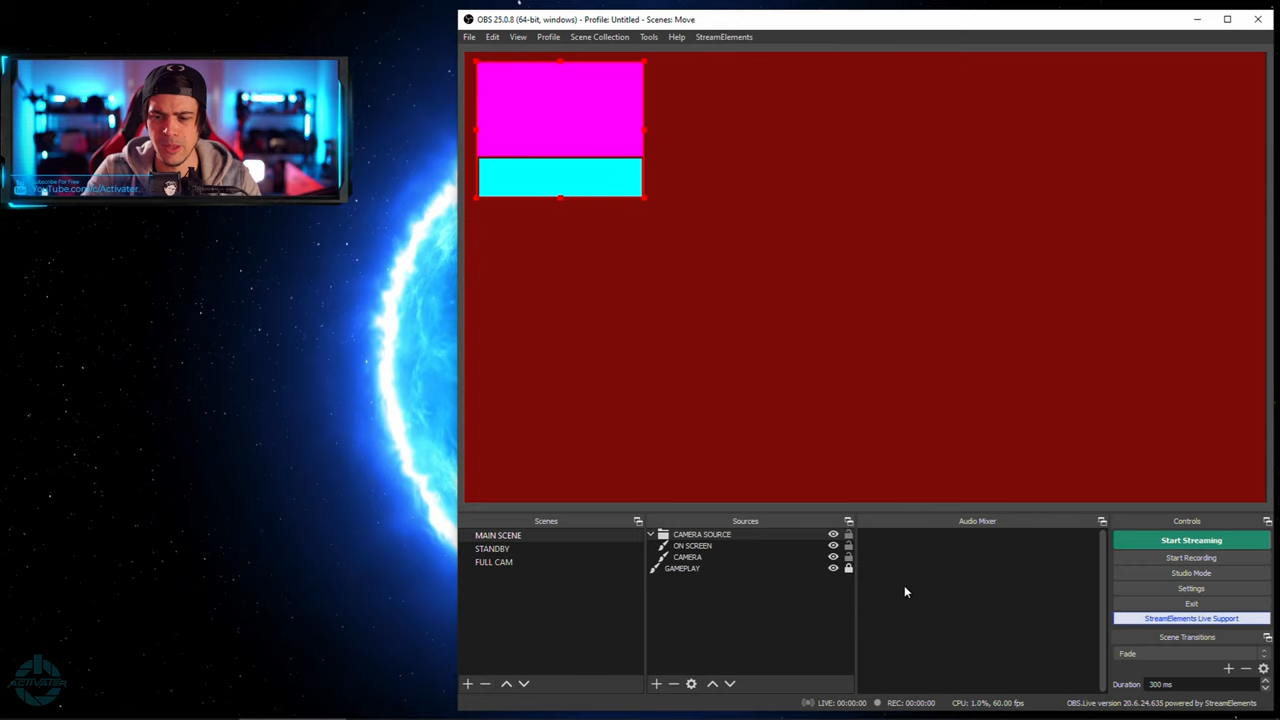 OBS 25.0.8 (64-bit, windows) - Profile: Untitled - Scenes: Move
File Edit View Profile Scene Collection Tools Help StreamElements
Subscribe For Free
YouTube.com/c/Activater
Scenes
MAIN SCENE
STANDBY
FULL CAM
Sources
CAMERA SOURCE
ON SCREEN
CAMERA
GAMEPLAY
Audio Mixer
Controls
Start Streaming
Start Recording
Studio Mode
Settings
Exit
StreamElements Live Support
Scene Transitions
Fade
Duration 300 ms
LIVE: 00:00:00 REC: 00:00:00 CPU: 1.0%, 60.00 fps OBS.Live version 20.6.24.635 powered by StreamElements
ACTIVATER